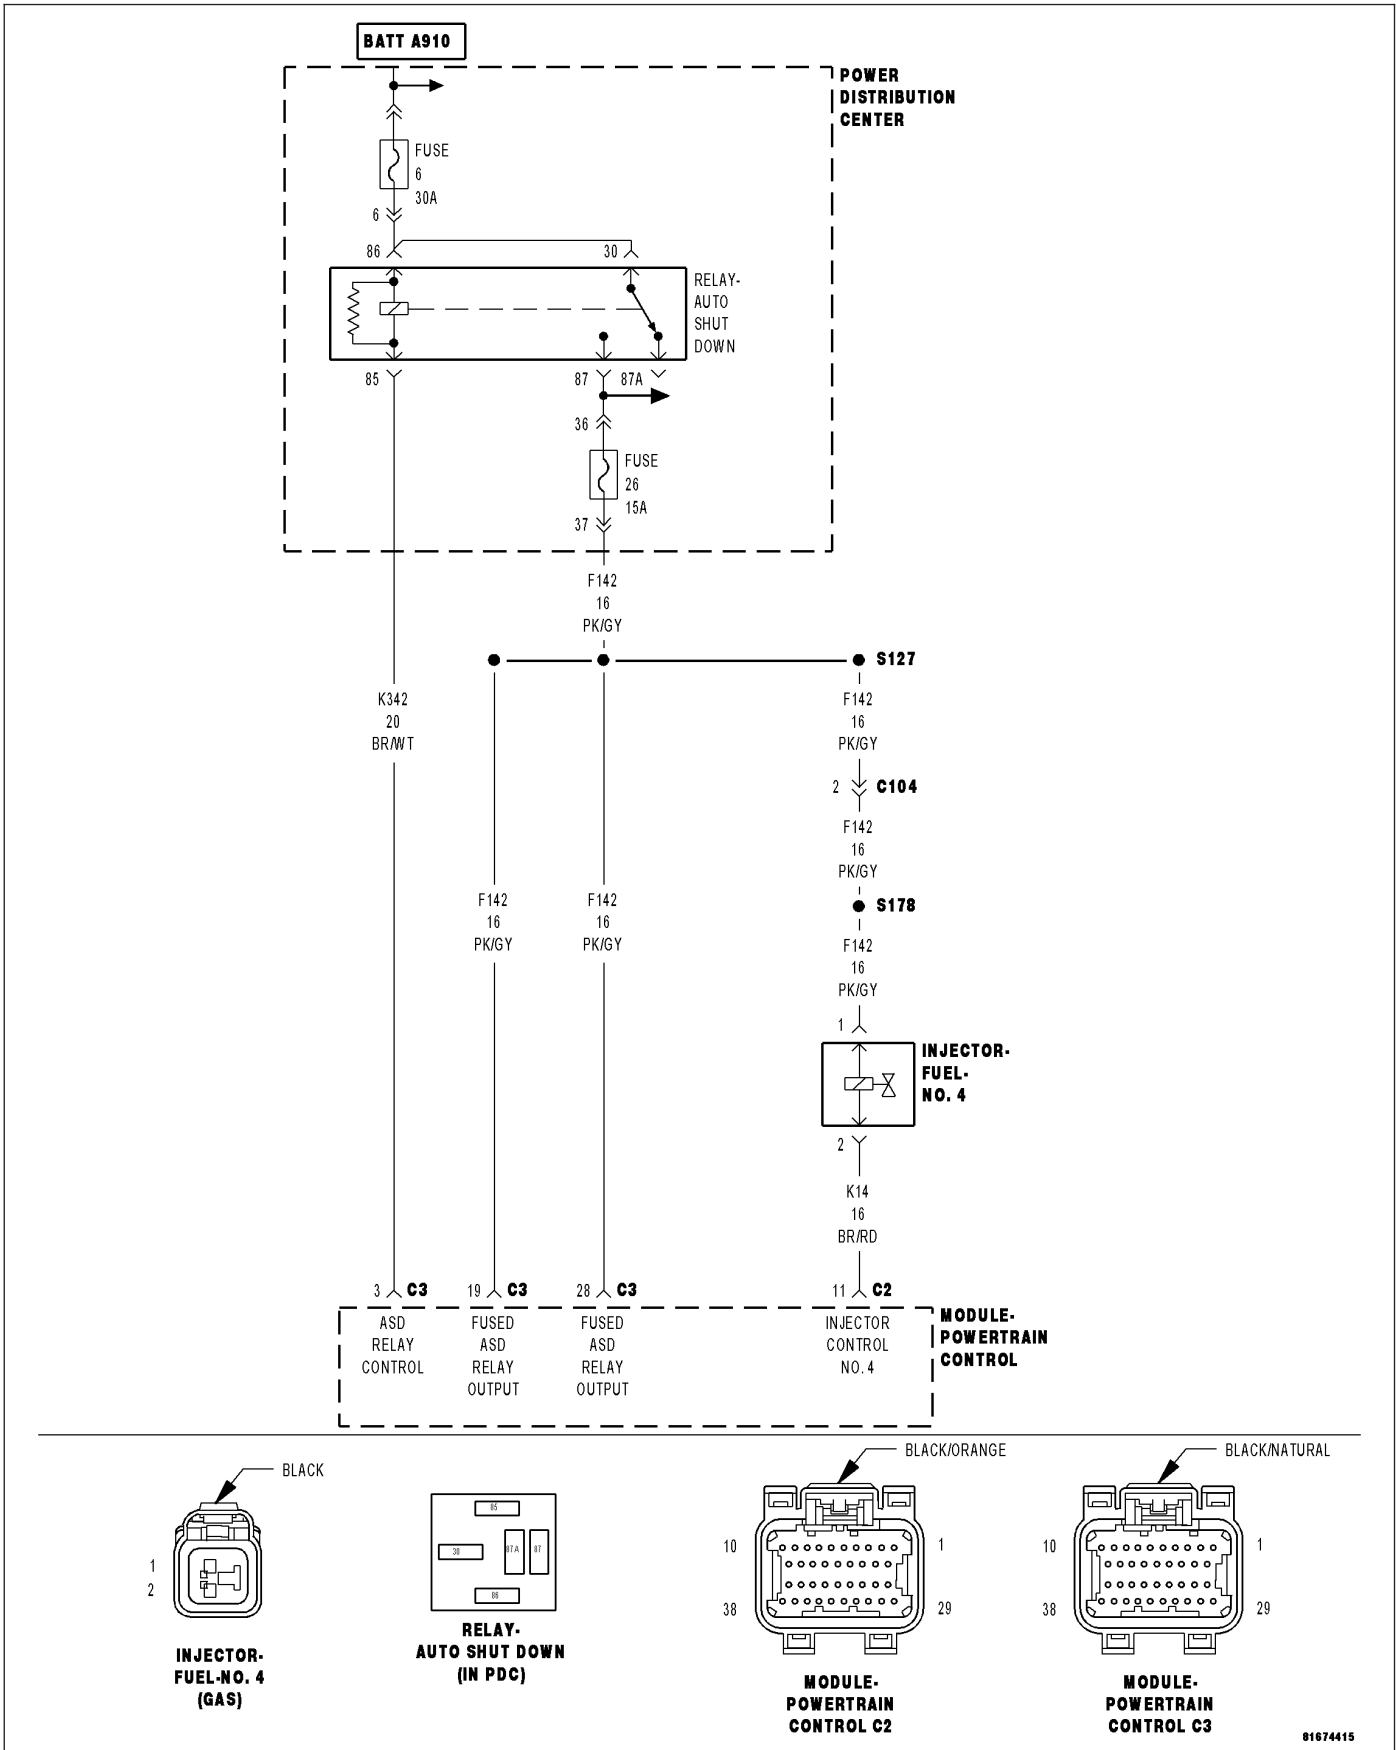 BATT A910
POWER
DISTRIBUTION
CENTER
FUSE
6
30A
6
86
30
RELAY-
AUTO
SHUT
DOWN
85
87
87A
36
FUSE
26
15A
37
F142
16
PK/GY
S127
K342
20
BR/WT
F142
16
PK/GY
2
C104
F142
16
PK/GY
F142
16
PK/GY
F142
16
PK/GY
S178
F142
16
PK/GY
1
INJECTOR-
FUEL-
NO. 4
2
K14
16
BR/RD
3 C3
19 C3
28 C3
11 C2
ASD
RELAY
CONTROL
FUSED
ASD
RELAY
OUTPUT
FUSED
ASD
RELAY
OUTPUT
INJECTOR
CONTROL
NO. 4
MODULE-
POWERTRAIN
CONTROL
BLACK
1
2
INJECTOR-
FUEL-NO. 4
(GAS)
85
30
87A
87
86
RELAY-
AUTO SHUT DOWN
(IN PDC)
BLACK/ORANGE
10
1
38
29
MODULE-
POWERTRAIN
CONTROL C2
BLACK/NATURAL
10
1
38
29
MODULE-
POWERTRAIN
CONTROL C3
81674415